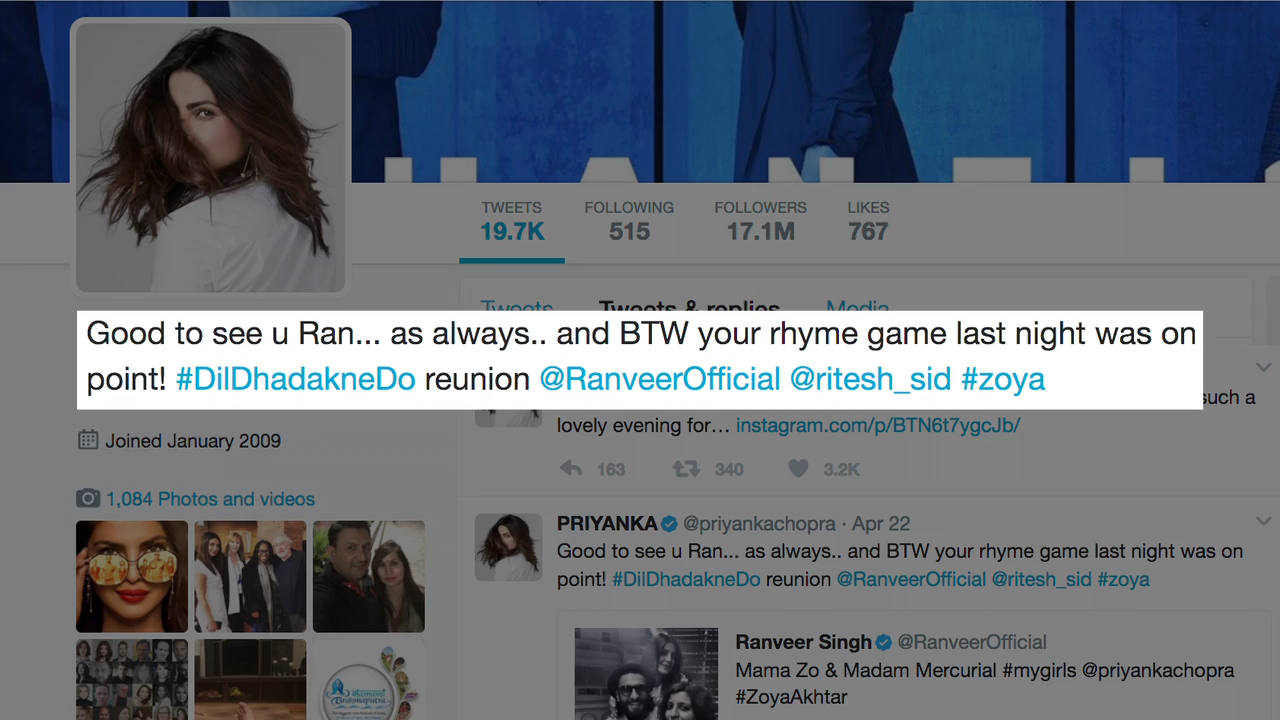 TWEETS FOLLOWING FOLLOWERS LIKES
19.7K 515 17.1M 767
Tweets Tweets & replies Media
Good to see u Ran... as always.. and BTW your rhyme game last night was on
point! #DilDhadakneDo reunion @RanveerOfficial @ritesh_sid #zoya
such a
lovely evening for... instagram.com/p/BTN6t7ygcJb/
163 340 3.2K
Joined January 2009
1,084 Photos and videos
PRIYANKA @priyankachopra · Apr 22
Good to see u Ran... as always.. and BTW your rhyme game last night was on
point! #DilDhadakneDo reunion @RanveerOfficial @ritesh_sid #zoya
Ranveer Singh @RanveerOfficial
Mama Zo & Madam Mercurial #mygirls @priyankachopra
#ZoyaAkhtar